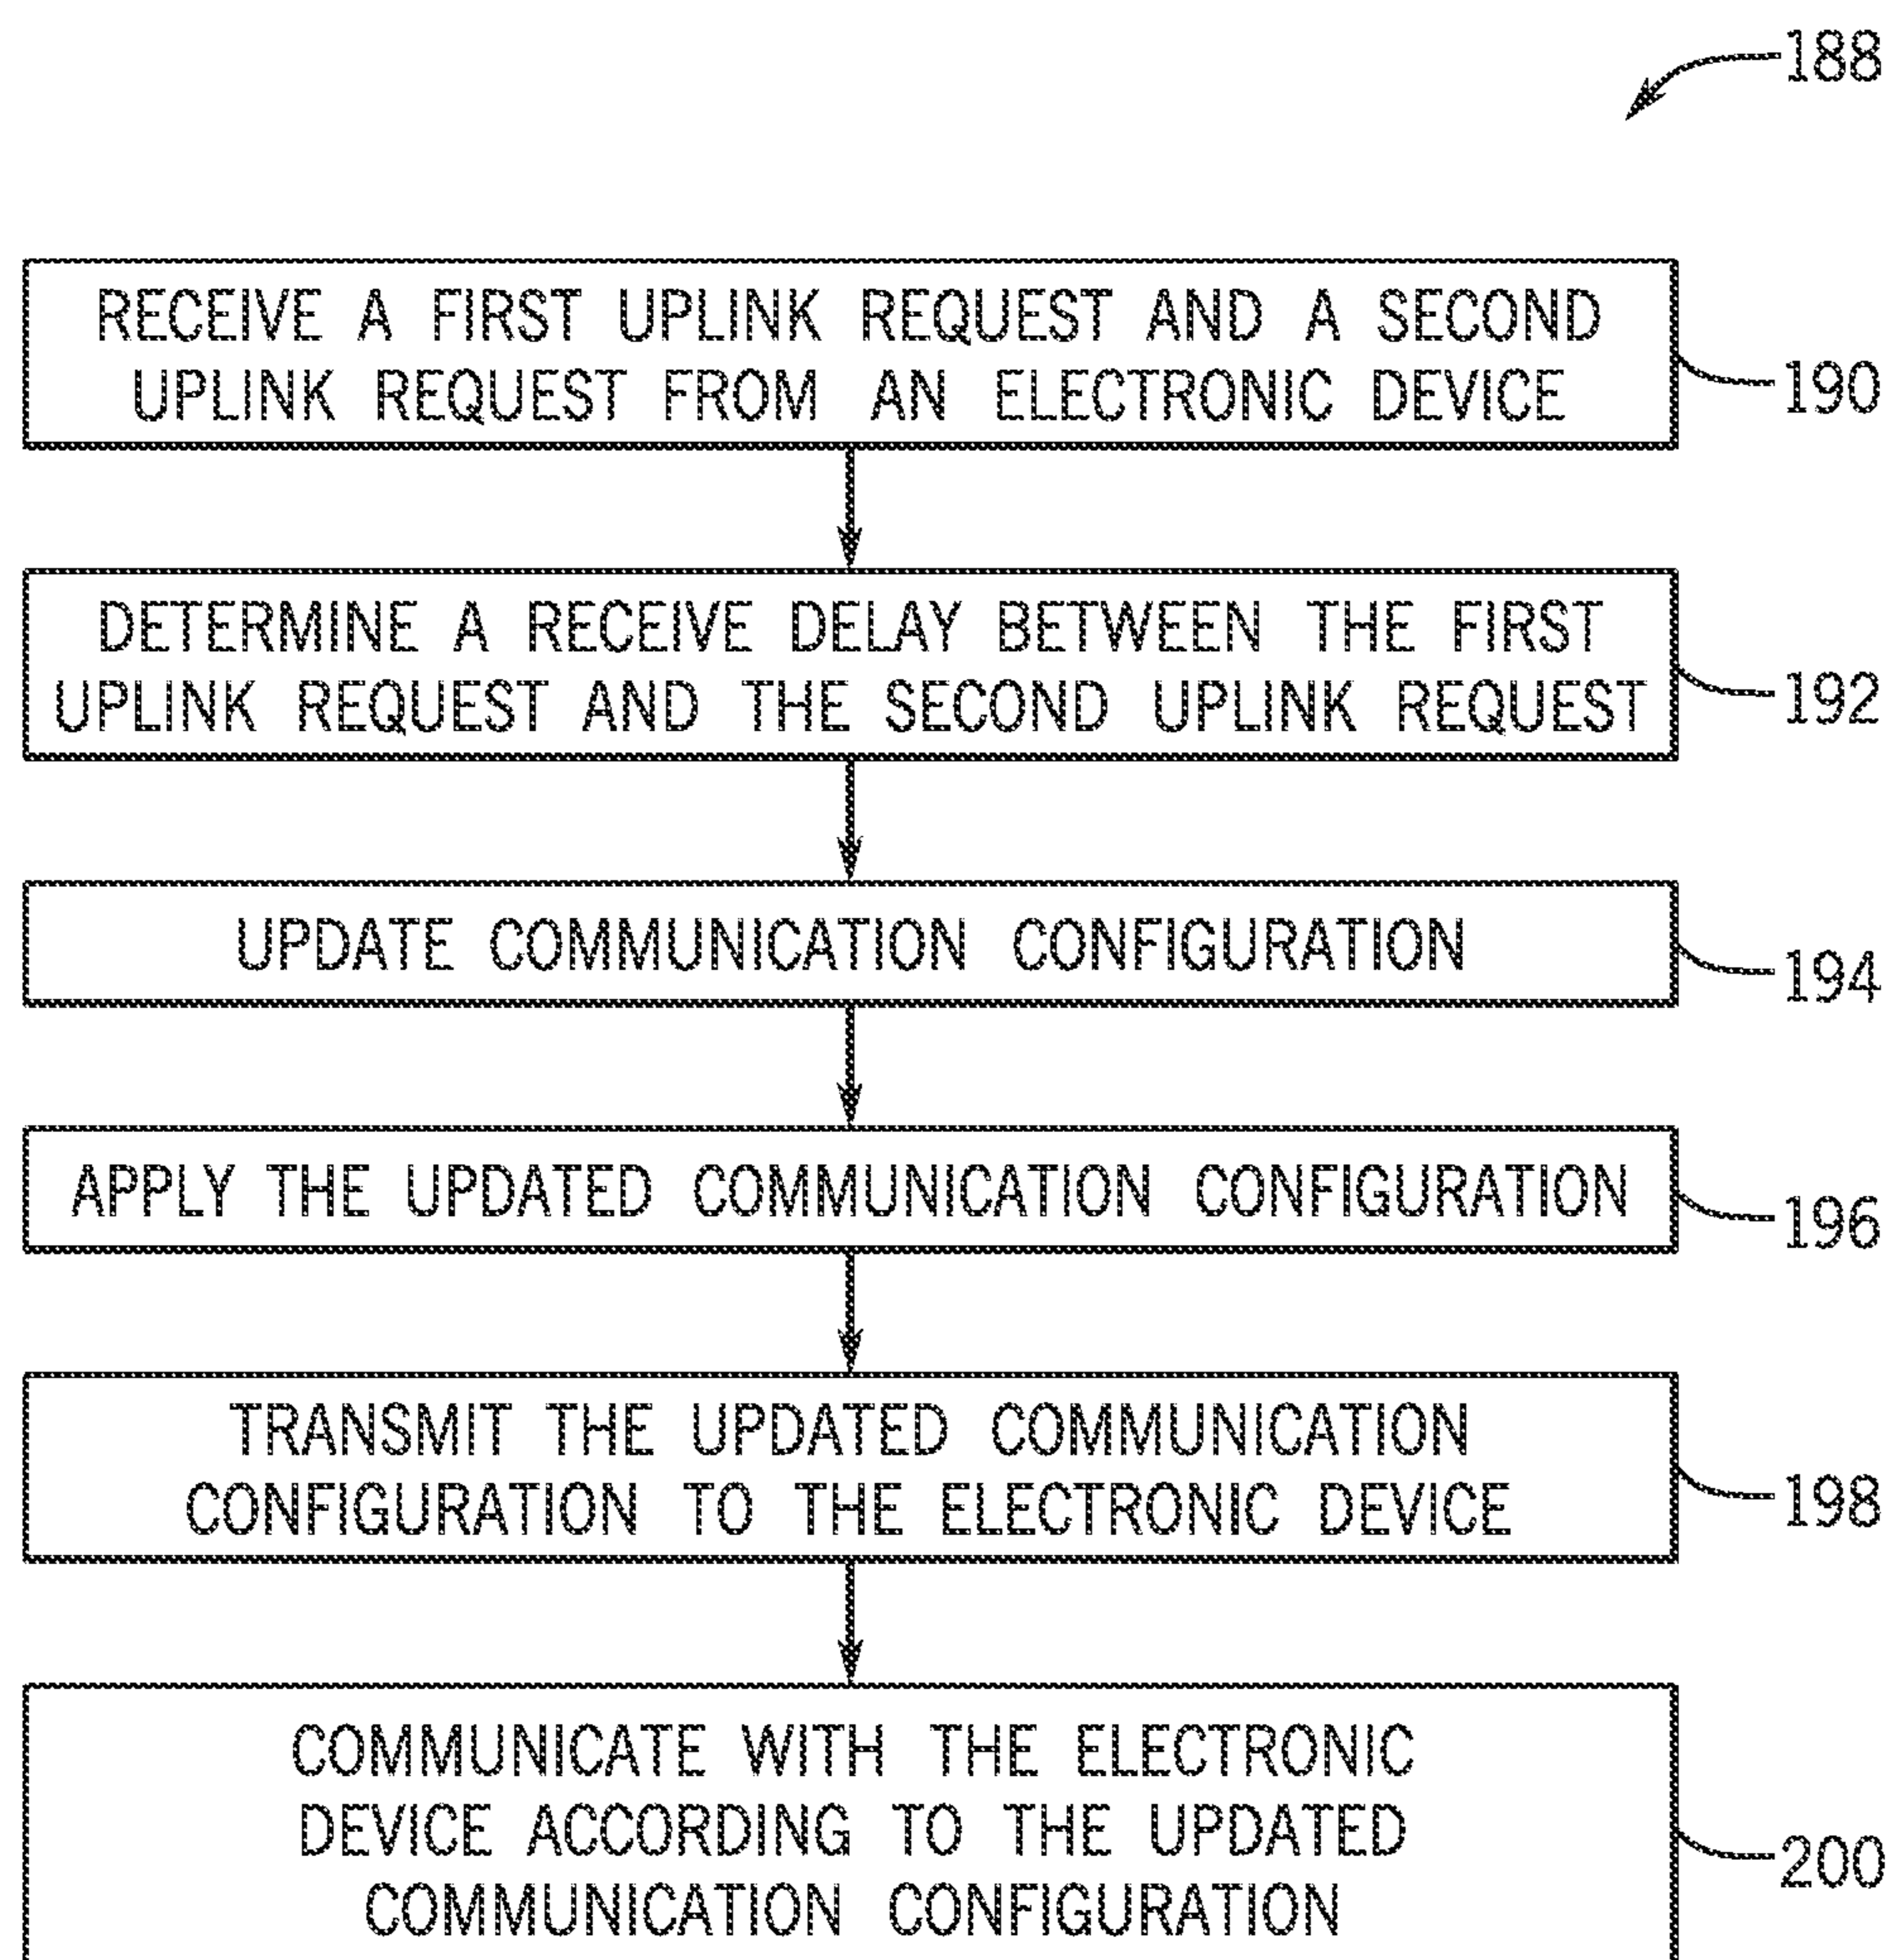 188
RECEIVE A FIRST UPLINK REQUEST AND A SECOND
UPLINK REQUEST FROM AN ELECTRONIC DEVICE
190
DETERMINE A RECEIVE DELAY BETWEEN THE FIRST
UPLINK REQUEST AND THE SECOND UPLINK REQUEST
192
UPDATE COMMUNICATION CONFIGURATION
194
APPLY THE UPDATED COMMUNICATION CONFIGURATION
196
TRANSMIT THE UPDATED COMMUNICATION
CONFIGURATION TO THE ELECTRONIC DEVICE
198
COMMUNICATE WITH THE ELECTRONIC
DEVICE ACCORDING TO THE UPDATED
COMMUNICATION CONFIGURATION
200